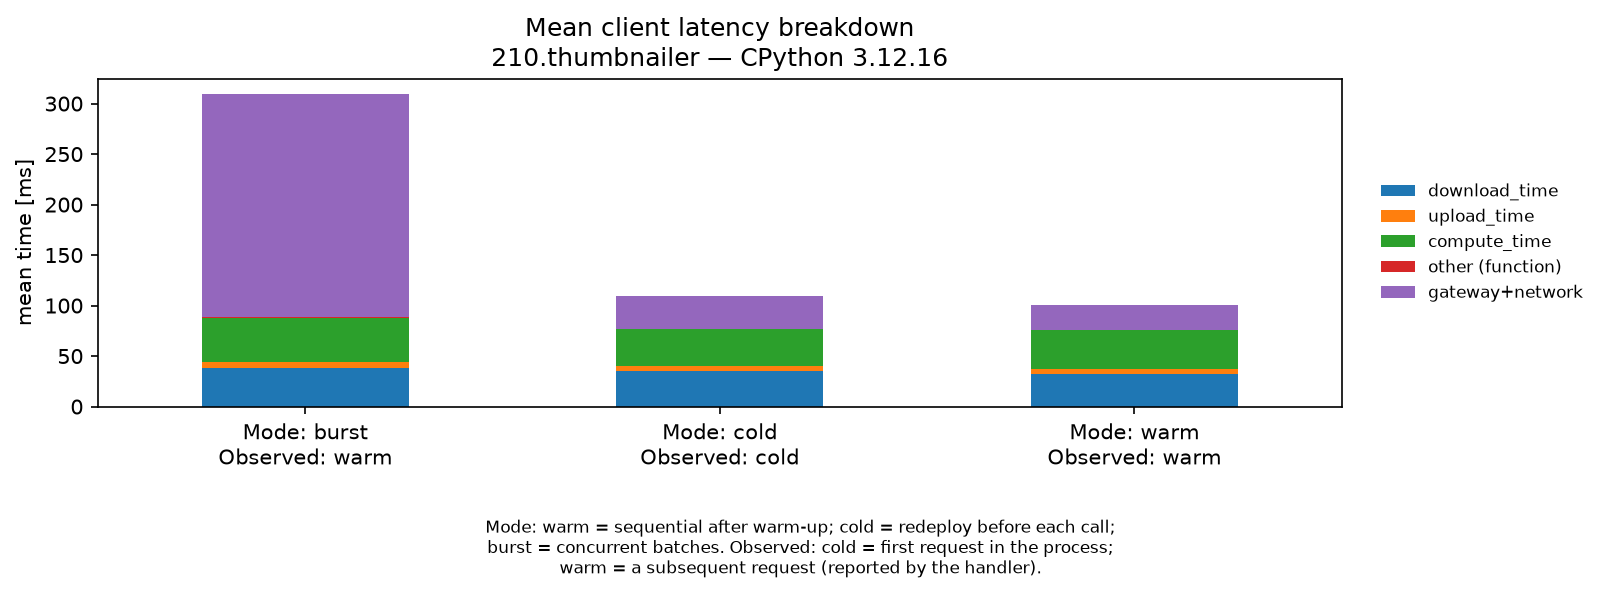 Mean client latency breakdown
210.thumbnailer — CPython 3.12.16
mean time [ms]
300
250
200
150
100
50
0
Mode: burst
Observed: warm
Mode: cold
Observed: cold
Mode: warm
Observed: warm
download_time
upload_time
compute_time
other (function)
gateway+network
Mode: warm = sequential after warm-up; cold = redeploy before each call;
burst = concurrent batches. Observed: cold = first request in the process;
warm = a subsequent request (reported by the handler).